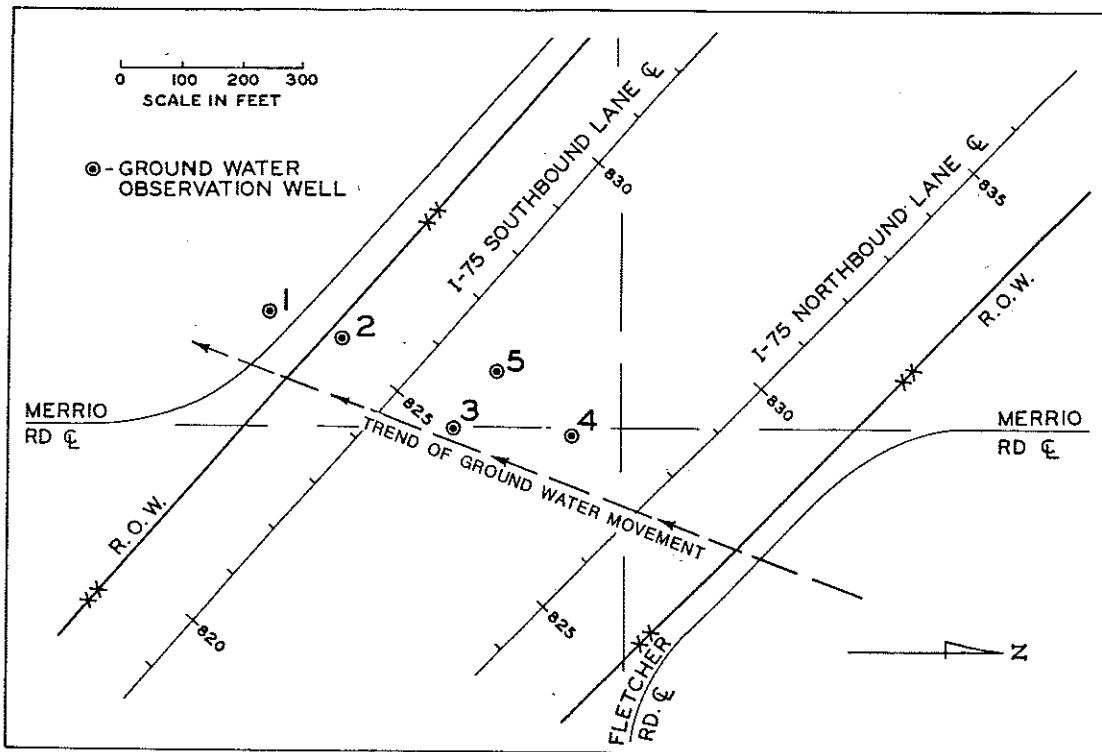 0 100 200 300
SCALE IN FEET
- GROUND WATER
OBSERVATION WELL
I-75 SOUTHBOUND LANE ℄
830
835
I-75 NORTHBOUND LANE ℄
R.O.W.
1
2
5
825
830
MERRIO
RD ℄
3
4
MERRIO
RD ℄
TREND OF GROUND WATER MOVEMENT
R.O.W.
820
825
FLETCHER
RD. ℄
N